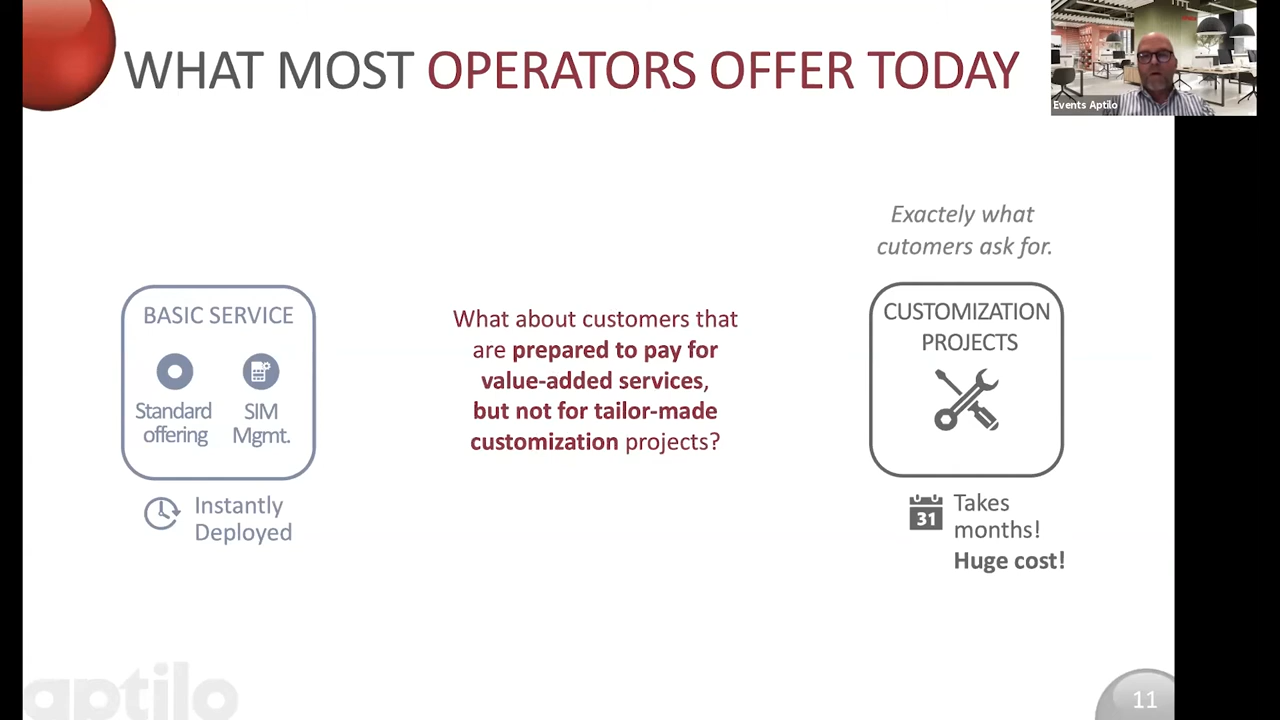 WHAT MOST OPERATORS OFFER TODAY
Events Aptilo
Exactely what
cutomers ask for.
BASIC SERVICE
Standard
offering
SIM
Mgmt.
Instantly
Deployed
What about customers that
are prepared to pay for
value-added services,
but not for tailor-made
customization projects?
CUSTOMIZATION
PROJECTS
31
Takes
months!
Huge cost!
aptilo
11